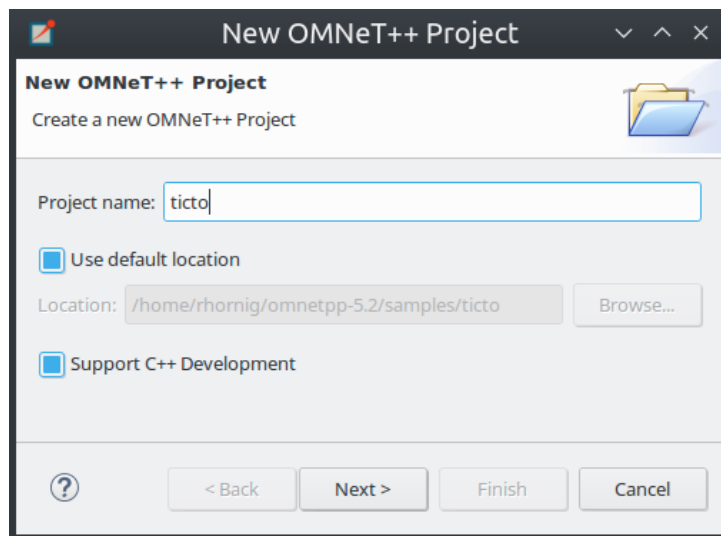 New OMNeT++ Project
New OMNeT++ Project
Create a new OMNeT++ Project
Project name: ticto
Use default location
Location: /home/rhornig/omnetpp-5.2/samples/ticto Browse...
Support C++ Development
? < Back Next > Finish Cancel